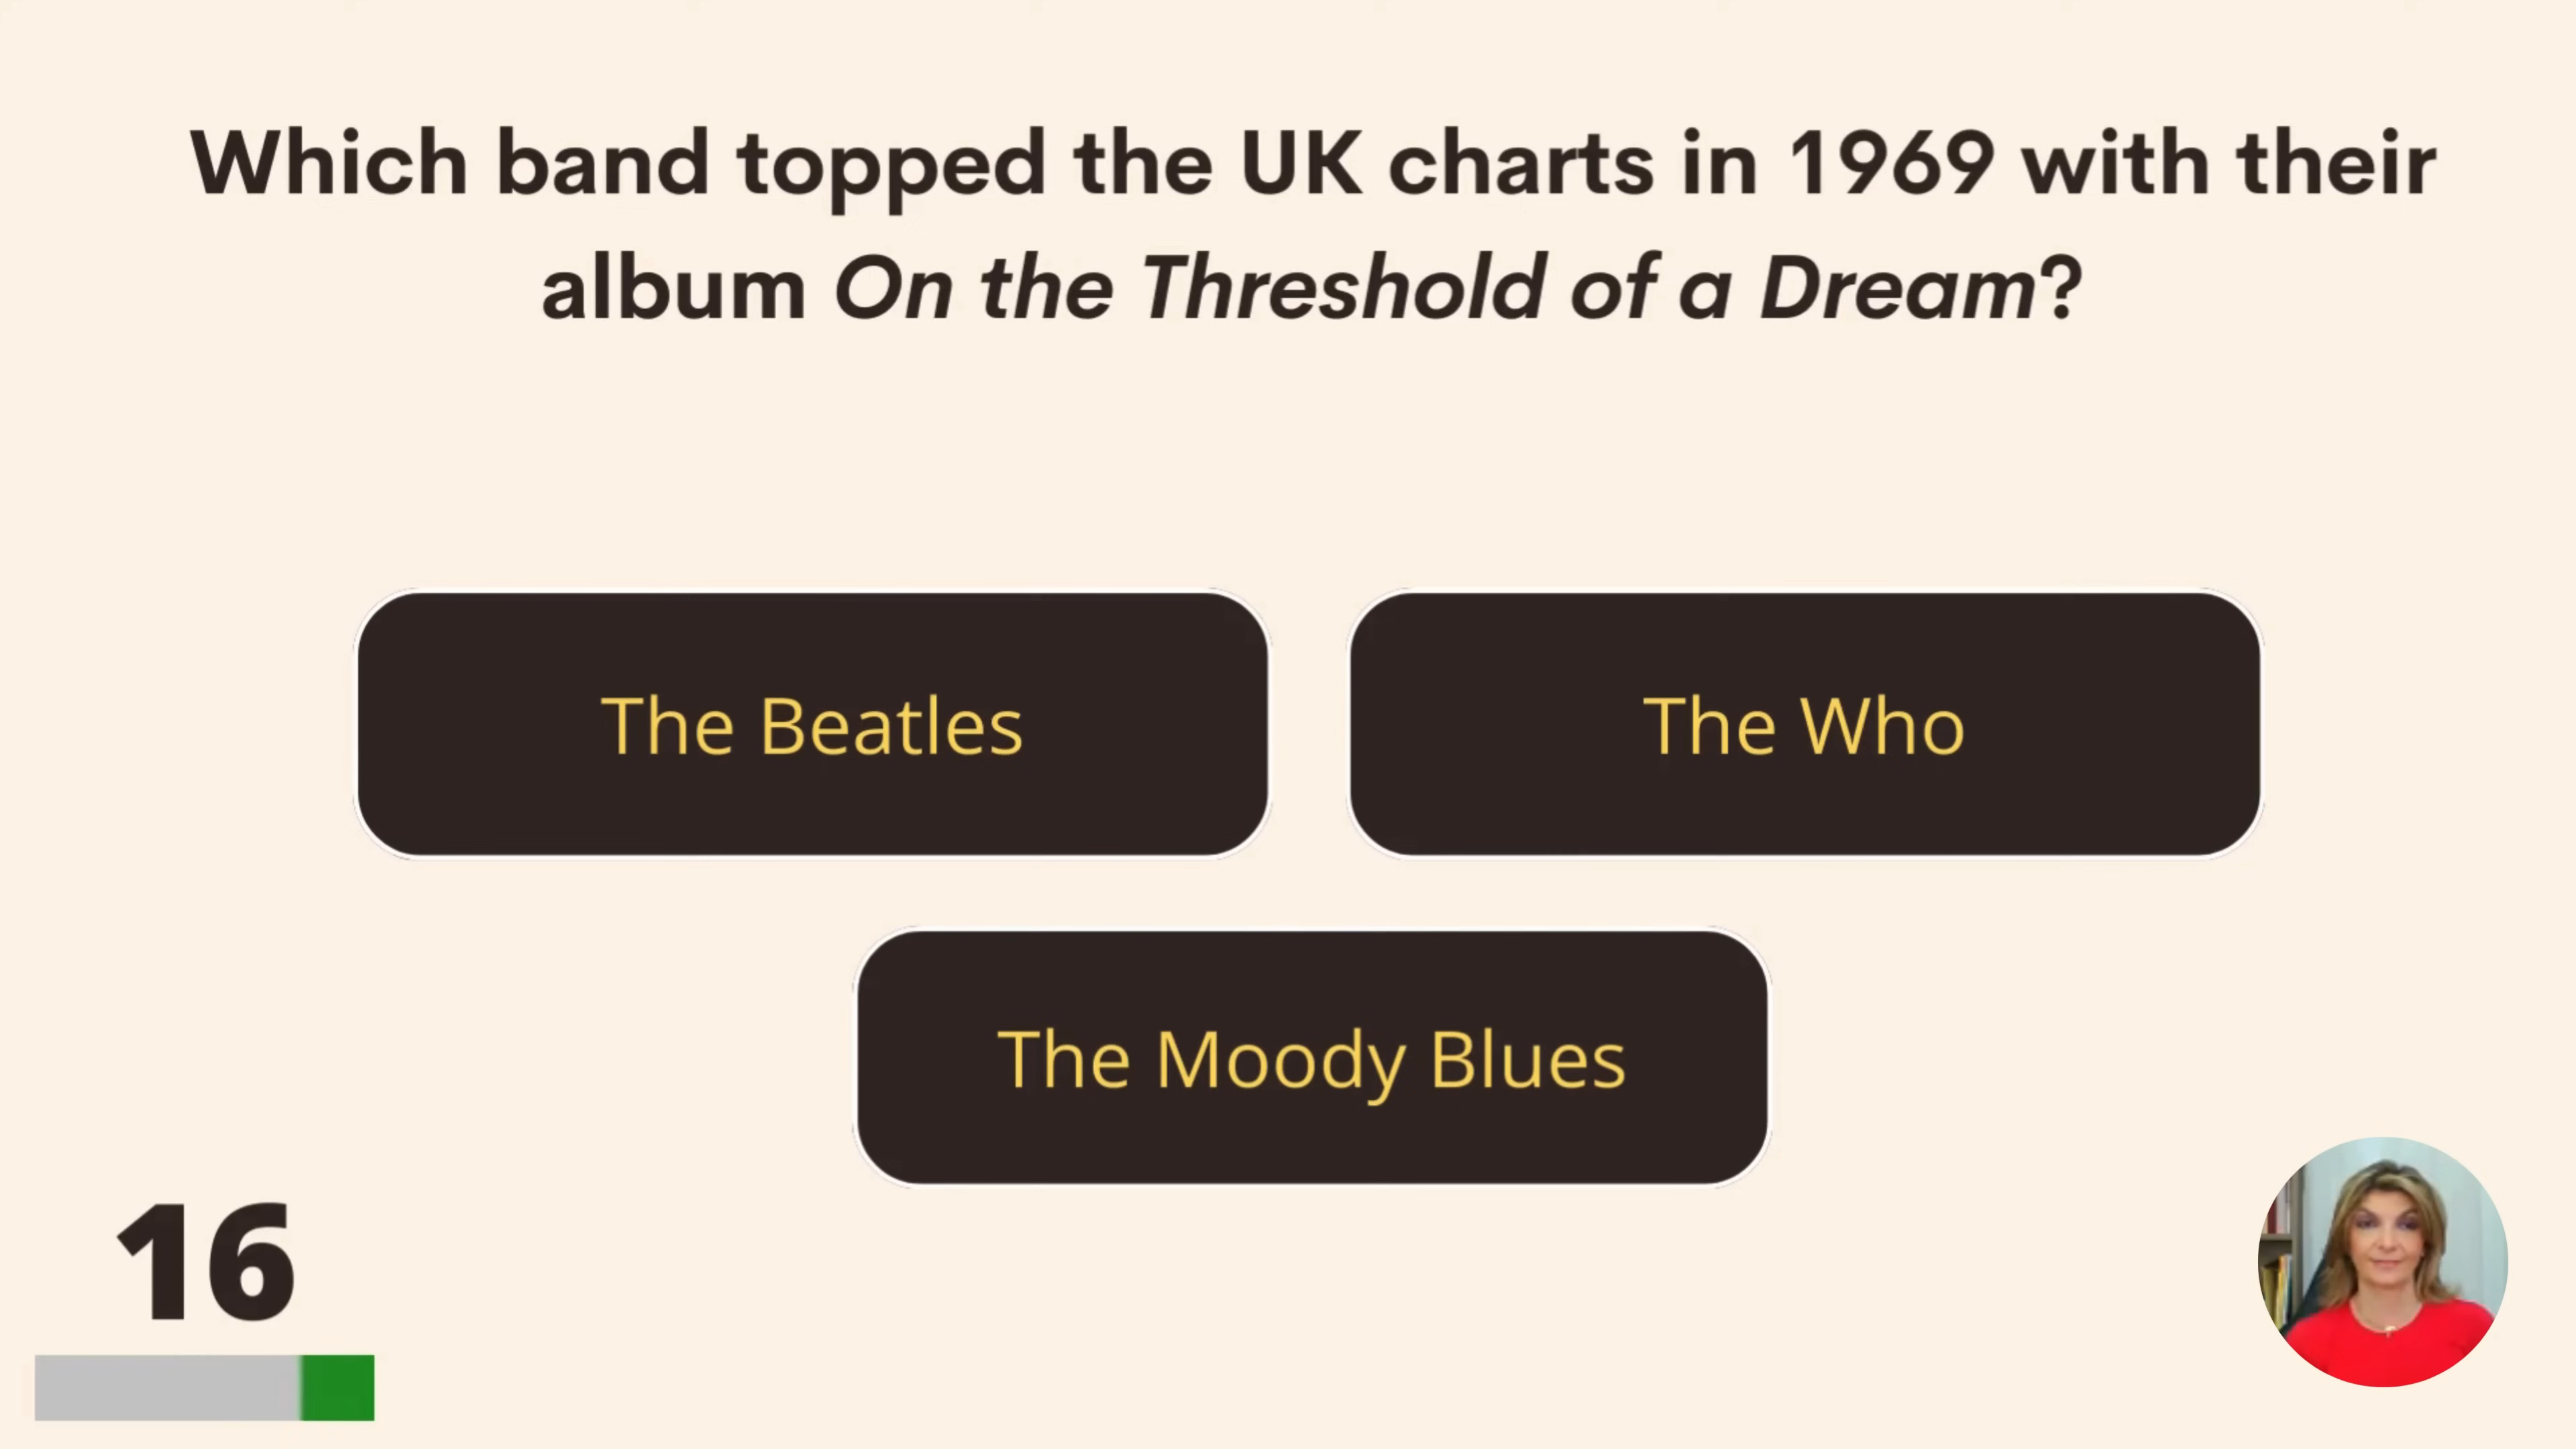 Which band topped the UK charts in 1969 with their
album On the Threshold of a Dream?
The Beatles
The Who
The Moody Blues
16